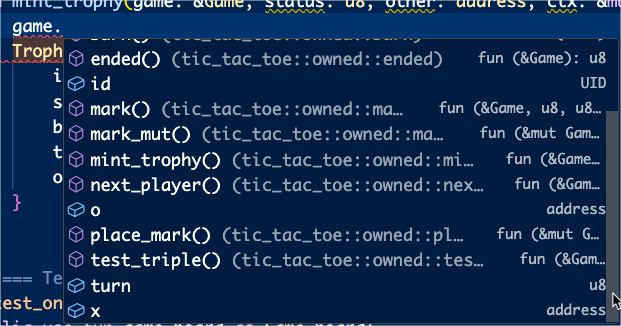 mint_trophy(game: &Game, status: u8, other: address, ctx: &mu
game.
ended() (tic_tac_toe::owned::ended) fun (&Game): u8
Troph
id UID
i
mark() (tic_tac_toe::owned::ma… fun (&Game, u8, u8…
s
mark_mut() (tic_tac_toe::owned::ma… fun (&mut Gam…
b
mint_trophy() (tic_tac_toe::owned::mi… fun (&Game…
t
next_player() (tic_tac_toe::owned::nex… fun (&Gam…
o
o address
}
place_mark() (tic_tac_toe::owned::pl… fun (&mut G…
test_triple() (tic_tac_toe::owned::tes… fun (&Gam…
=== Te
turn u8
est_on
x address